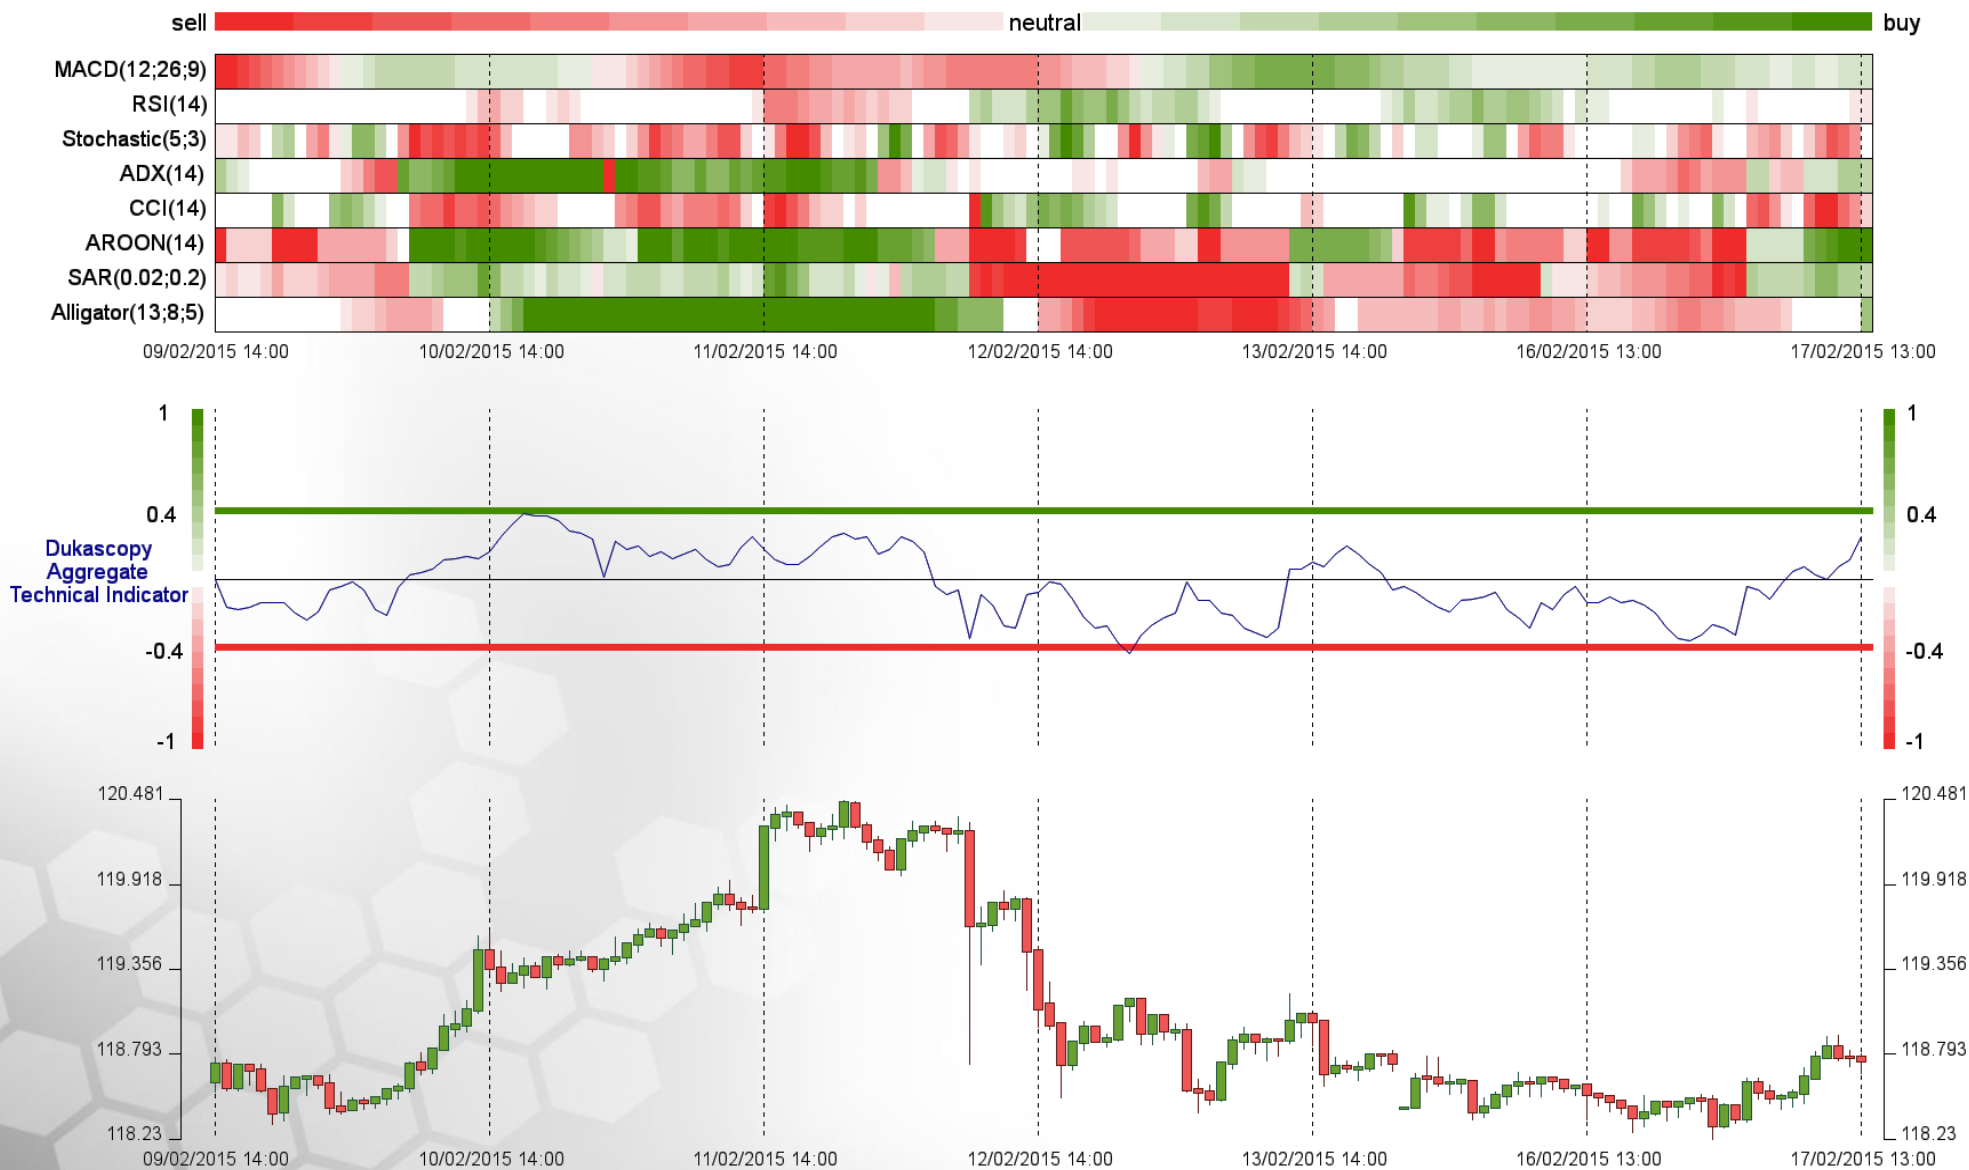 sell neutral buy
MACD(12;26;9)
RSI(14)
Stochastic(5;3)
ADX(14)
CCI(14)
AROON(14)
SAR(0.02;0.2)
Alligator(13;8;5)
09/02/2015 14:00 10/02/2015 14:00 11/02/2015 14:00 12/02/2015 14:00 13/02/2015 14:00 16/02/2015 13:00 17/02/2015 13:00
1 1
0.4 0.4
Dukascopy
Aggregate
Technical Indicator
-0.4 -0.4
-1 -1
120.481 120.481
119.918 119.918
119.356 119.356
118.793 118.793
118.23 118.23
09/02/2015 14:00 10/02/2015 14:00 11/02/2015 14:00 12/02/2015 14:00 13/02/2015 14:00 16/02/2015 13:00 17/02/2015 13:00